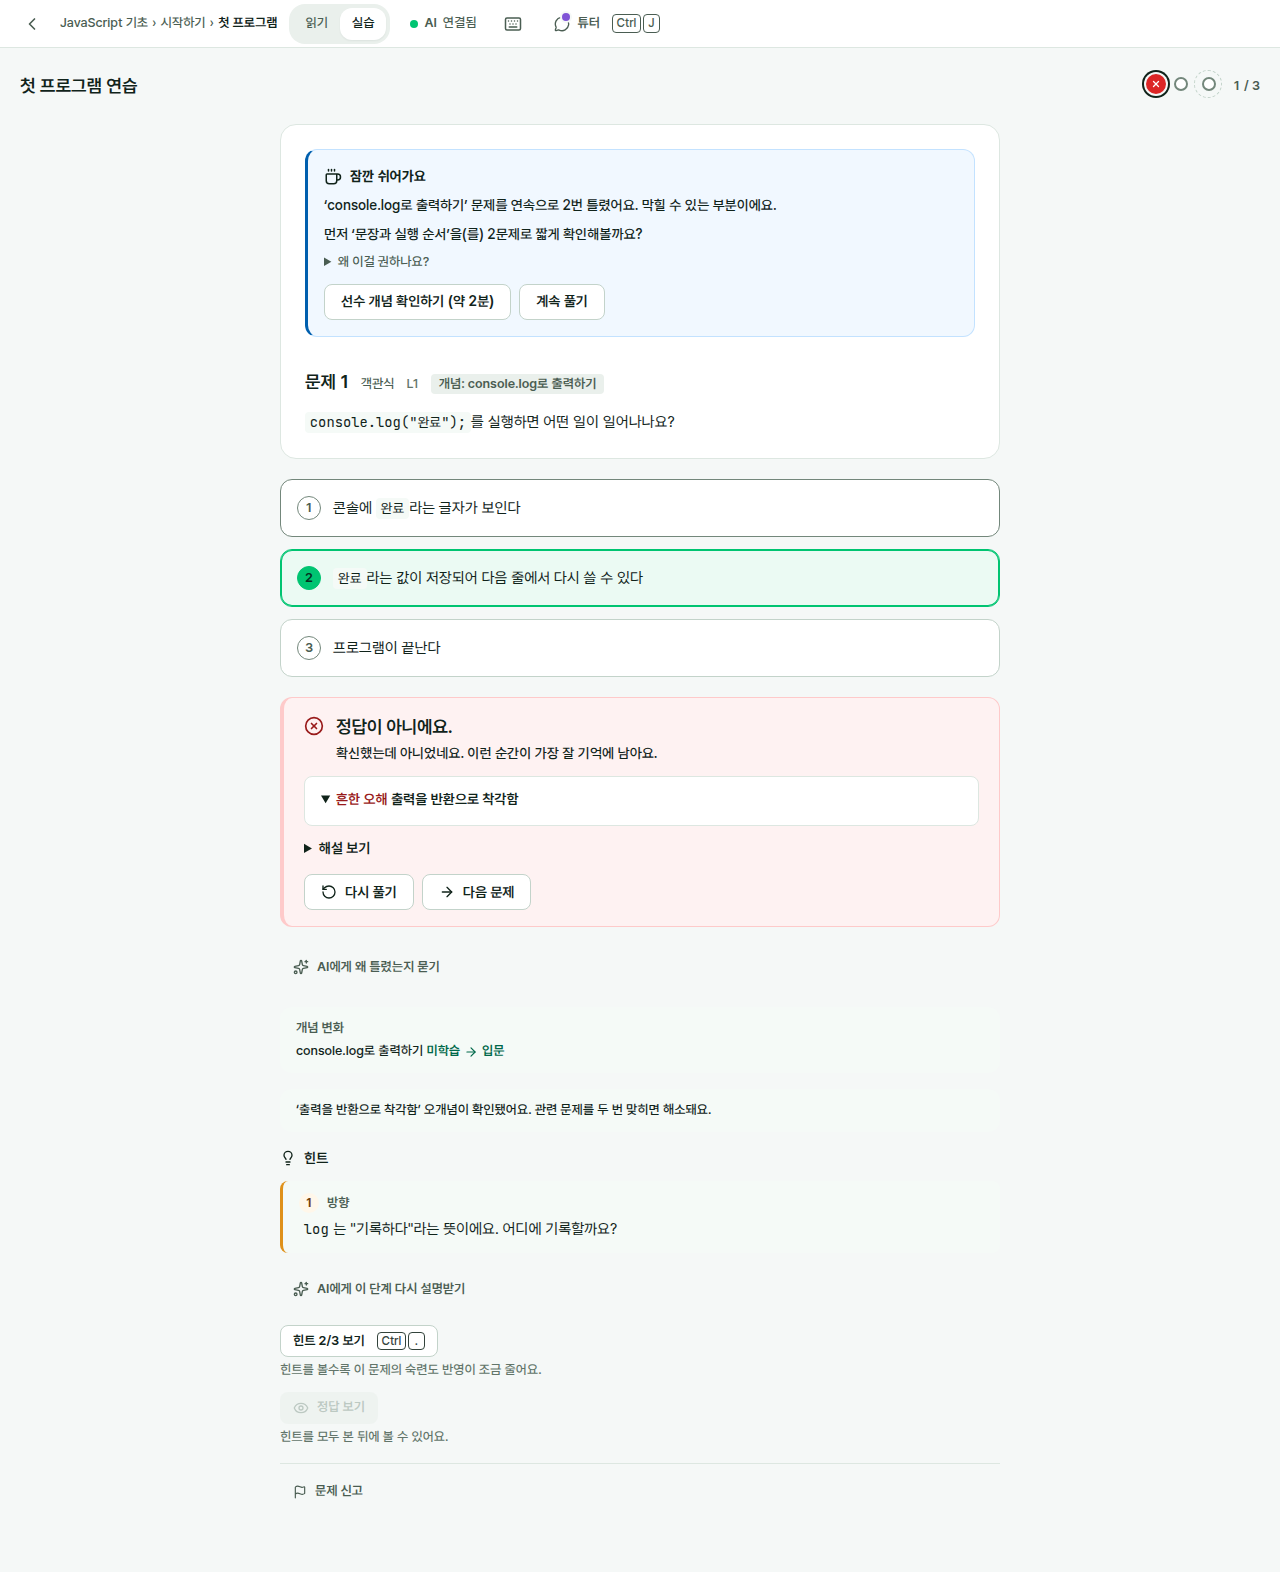 JavaScript 기초 › 시작하기 › 첫 프로그램 읽기 실습 AI 연결됨 튜터 Ctrl J
첫 프로그램 연습
1 / 3
잠깐 쉬어가요
‘console.log로 출력하기’ 문제를 연속으로 2번 틀렸어요. 막힐 수 있는 부분이에요.
먼저 ‘문장과 실행 순서’을(를) 2문제로 짧게 확인해볼까요?
왜 이걸 권하나요?
선수 개념 확인하기 (약 2분) 계속 풀기
문제 1 객관식 L1 개념: console.log로 출력하기
console.log("완료"); 를 실행하면 어떤 일이 일어나나요?
1 콘솔에 완료 라는 글자가 보인다
2 완료 라는 값이 저장되어 다음 줄에서 다시 쓸 수 있다
3 프로그램이 끝난다
정답이 아니에요.
확신했는데 아니었네요. 이런 순간이 가장 잘 기억에 남아요.
흔한 오해 출력을 반환으로 착각함
해설 보기
다시 풀기 다음 문제
AI에게 왜 틀렸는지 묻기
개념 변화
console.log로 출력하기 미학습 → 입문
‘출력을 반환으로 착각함’ 오개념이 확인됐어요. 관련 문제를 두 번 맞히면 해소돼요.
힌트
1 방향
log 는 "기록하다"라는 뜻이에요. 어디에 기록할까요?
AI에게 이 단계 다시 설명받기
힌트 2/3 보기 Ctrl .
힌트를 볼수록 이 문제의 숙련도 반영이 조금 줄어요.
정답 보기
힌트를 모두 본 뒤에 볼 수 있어요.
문제 신고